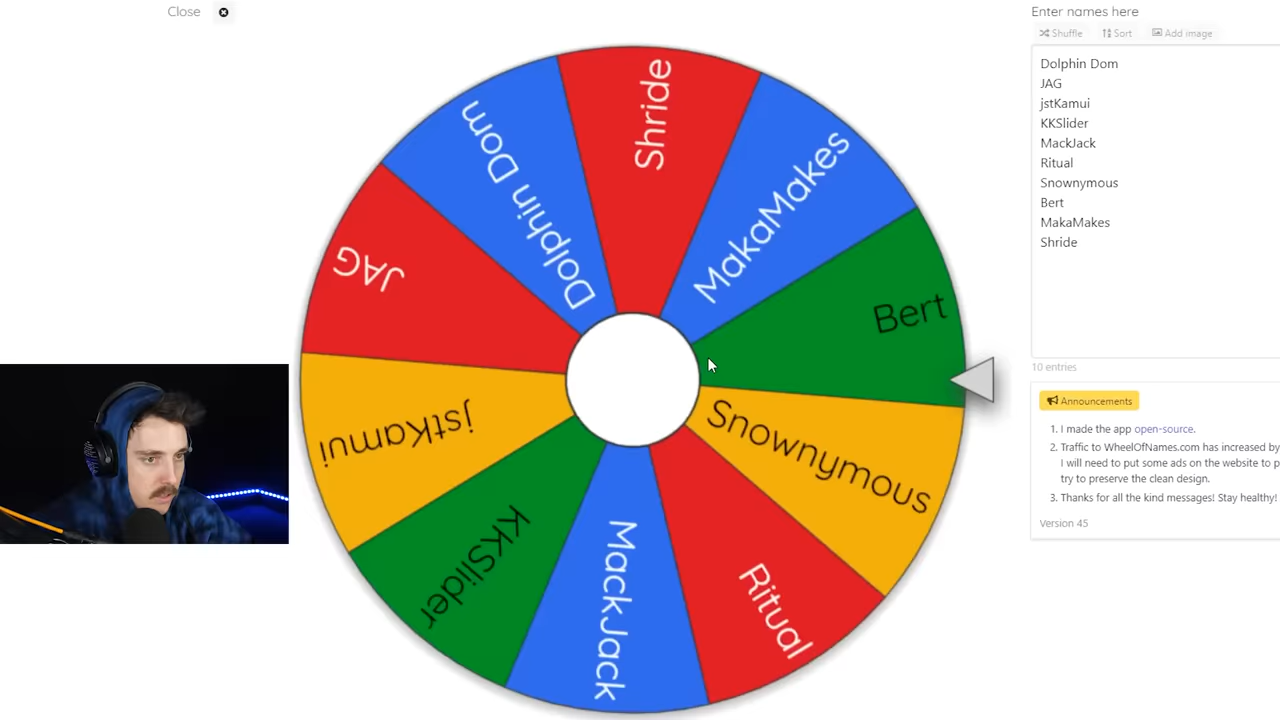 Close
Enter names here
Shuffle Sort Add image
Dolphin Dom
JAG
jstKamui
KKSlider
MackJack
Ritual
Snownymous
Bert
MakaMakes
Shride
10 entries
Announcements
1. I made the app open-source.
2. Traffic to WheelOfNames.com has increased by
I will need to put some ads on the website to p
try to preserve the clean design.
3. Thanks for all the kind messages! Stay healthy!
Version 45
Shride
MakaMakes
Bert
Snownymous
Ritual
MackJack
KKSlider
jstKamui
JAG
Dolphin Dom